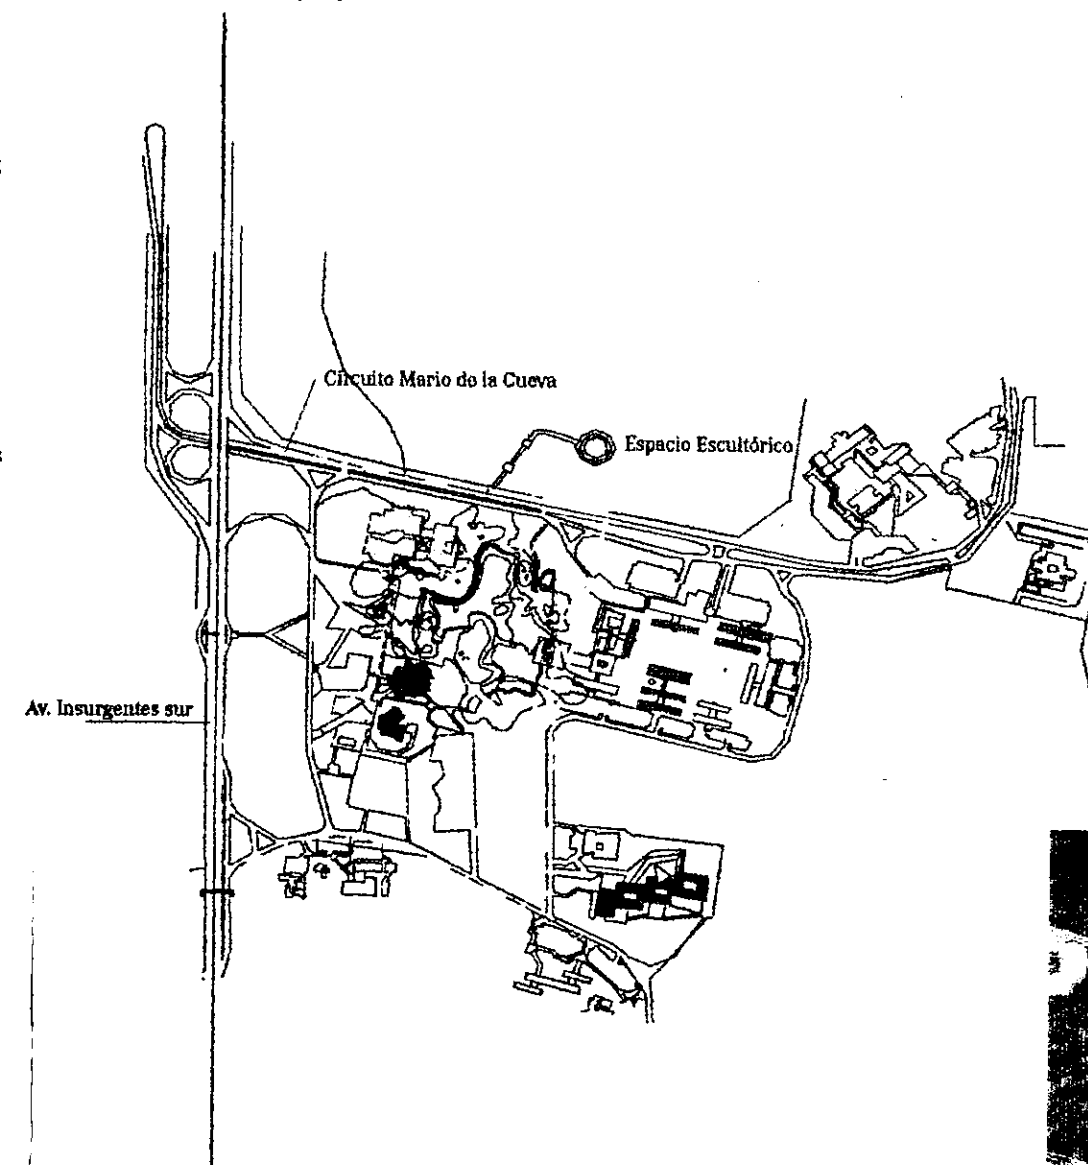 Circuito Mario de la Cueva
Espacio Escultórico
Av. Insurgentes sur